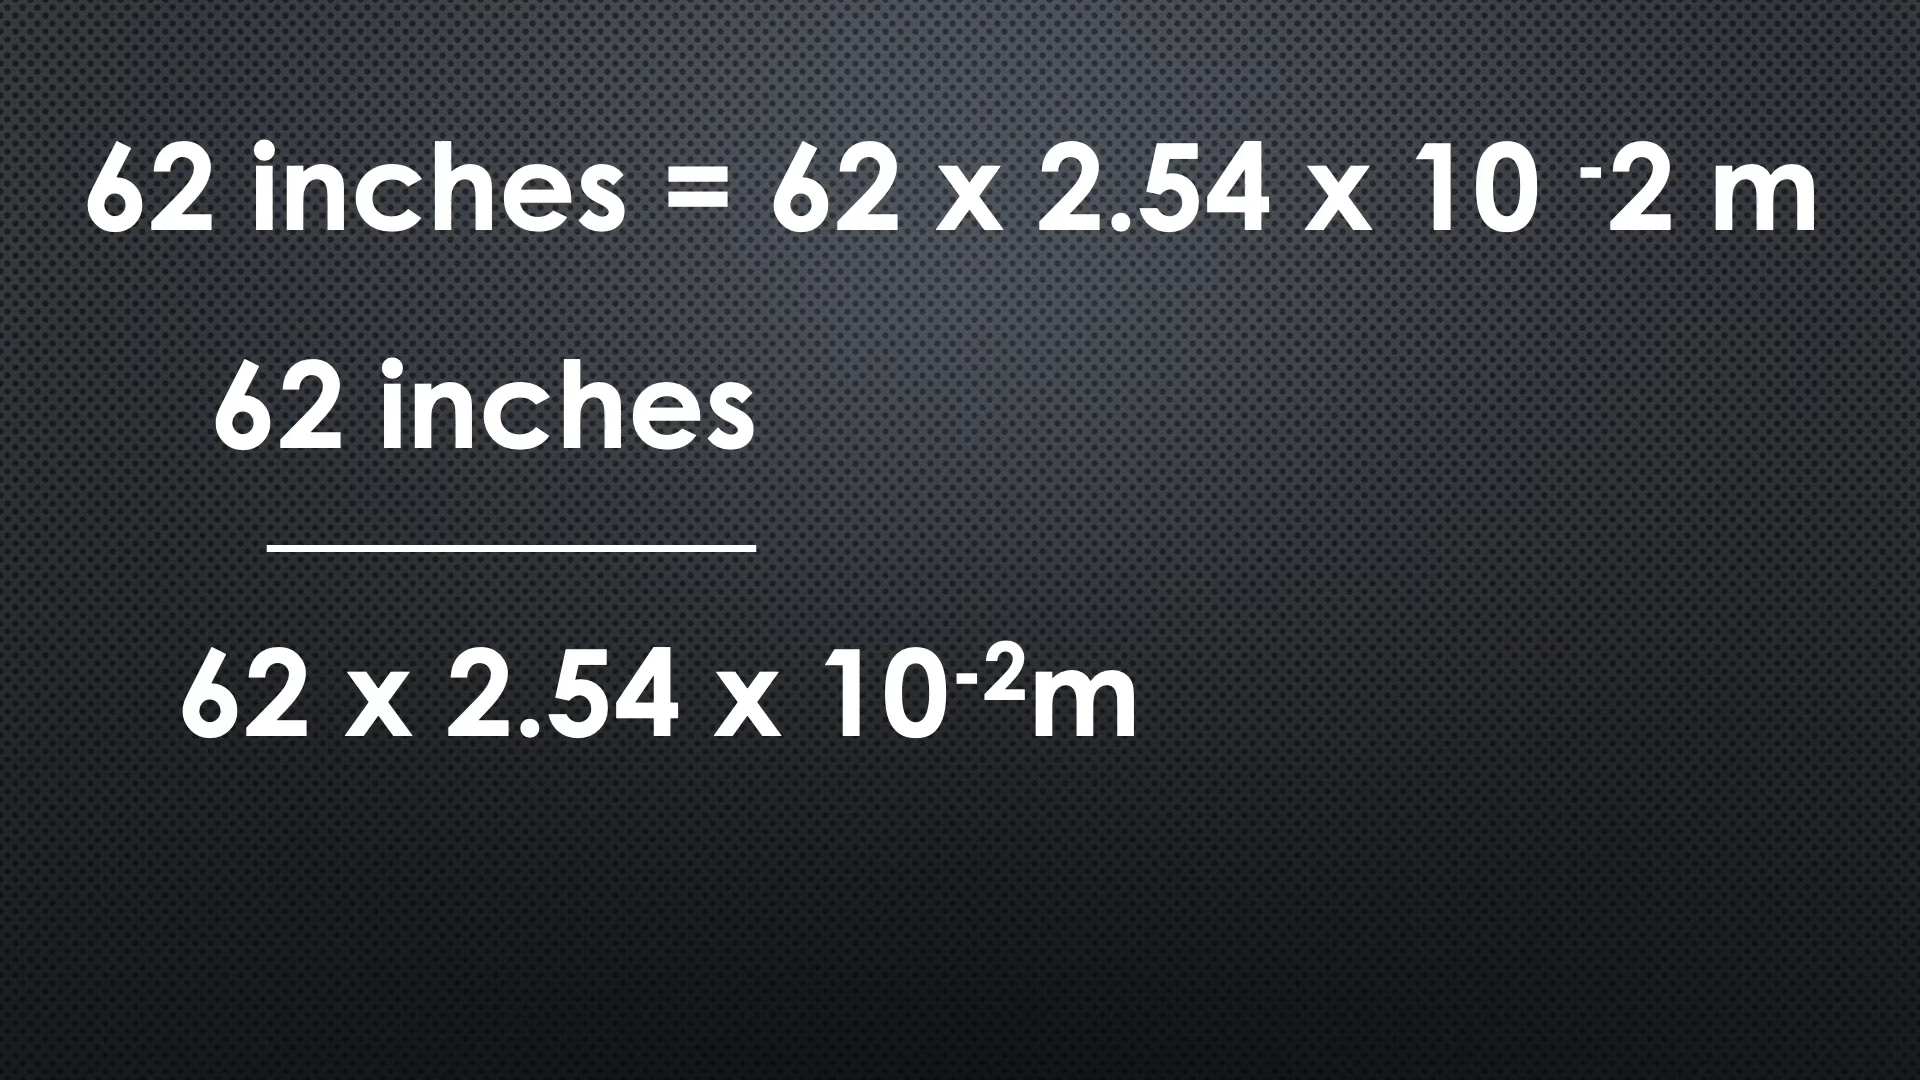 62 inches = 62 x 2.54 x 10 -2 m
62 inches
62 x 2.54 x 10⁻²m